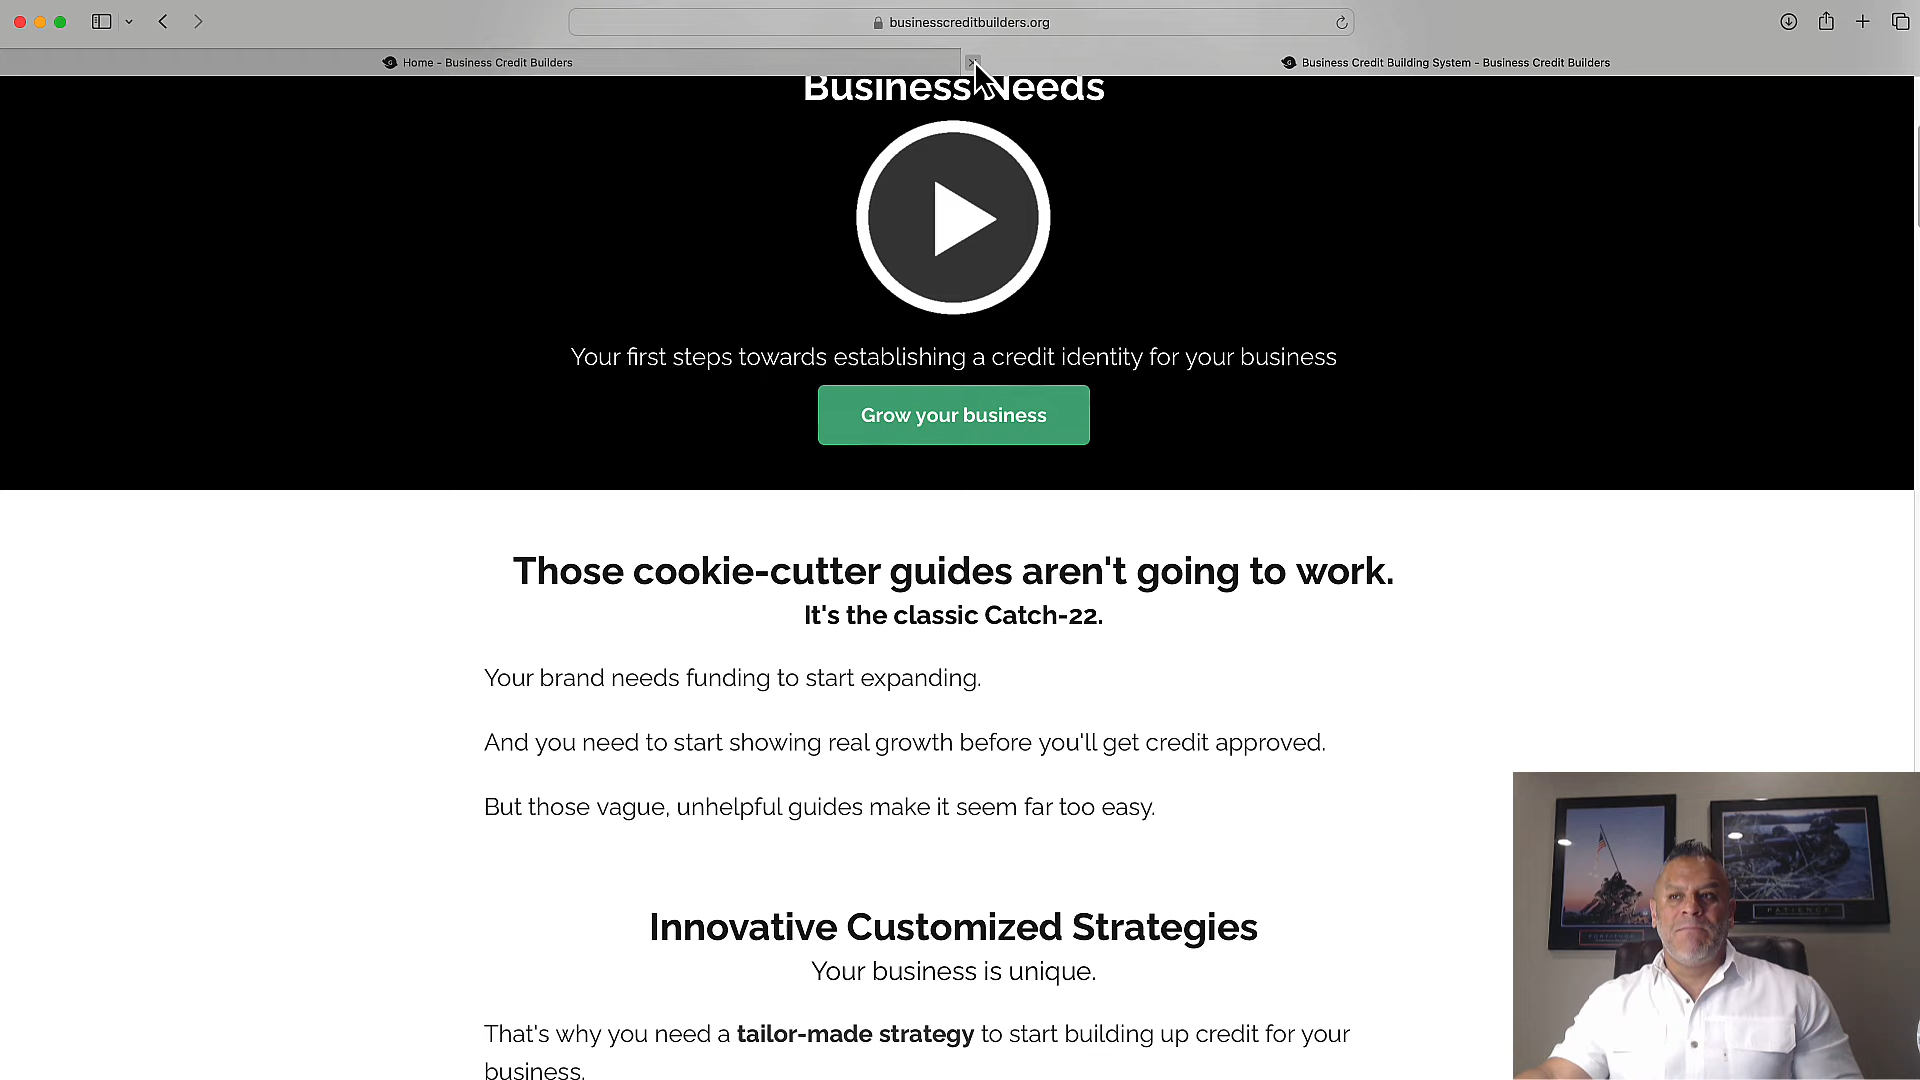 businesscreditbuilders.org
Home - Business Credit Builders
Business Credit Building System - Business Credit Builders
Business Needs
Your first steps towards establishing a credit identity for your business
Grow your business
Those cookie-cutter guides aren't going to work.
It's the classic Catch-22.
Your brand needs funding to start expanding.
And you need to start showing real growth before you'll get credit approved.
But those vague, unhelpful guides make it seem far too easy.
Innovative Customized Strategies
Your business is unique.
That's why you need a tailor-made strategy to start building up credit for your
business.
PATIENCE